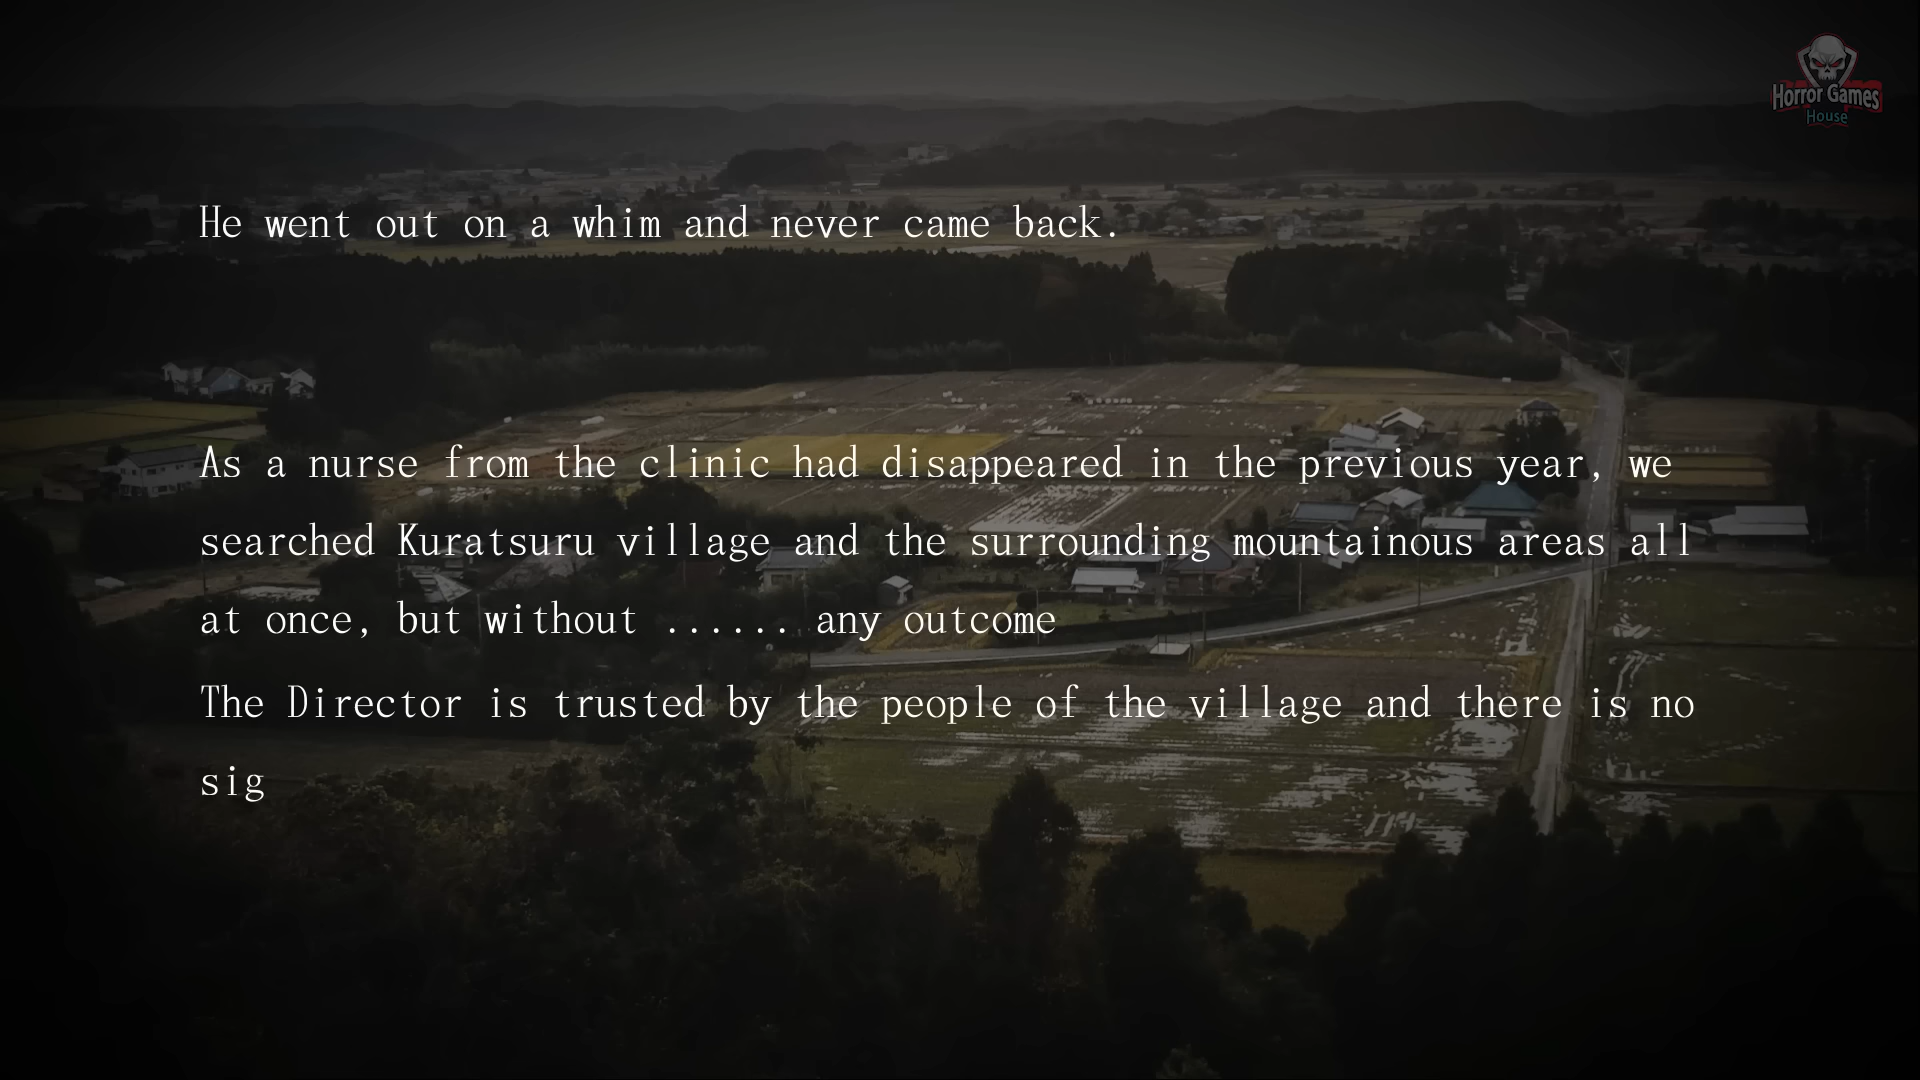 Horror Games
House
He went out on a whim and never came back.
As a nurse from the clinic had disappeared in the previous year, we
searched Kuratsuru village and the surrounding mountainous areas all
at once, but without ...... any outcome
The Director is trusted by the people of the village and there is no
sig